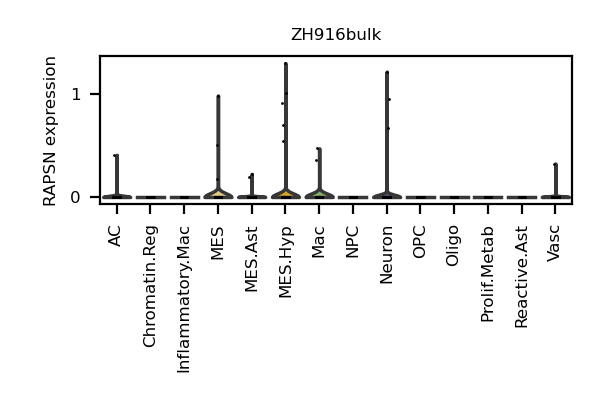 ZH916bulk
RAPSN expression
1
0
AC
Chromatin.Reg
Inflammatory.Mac
MES
MES.Ast
MES.Hyp
Mac
NPC
Neuron
OPC
Oligo
Prolif.Metab
Reactive.Ast
Vasc